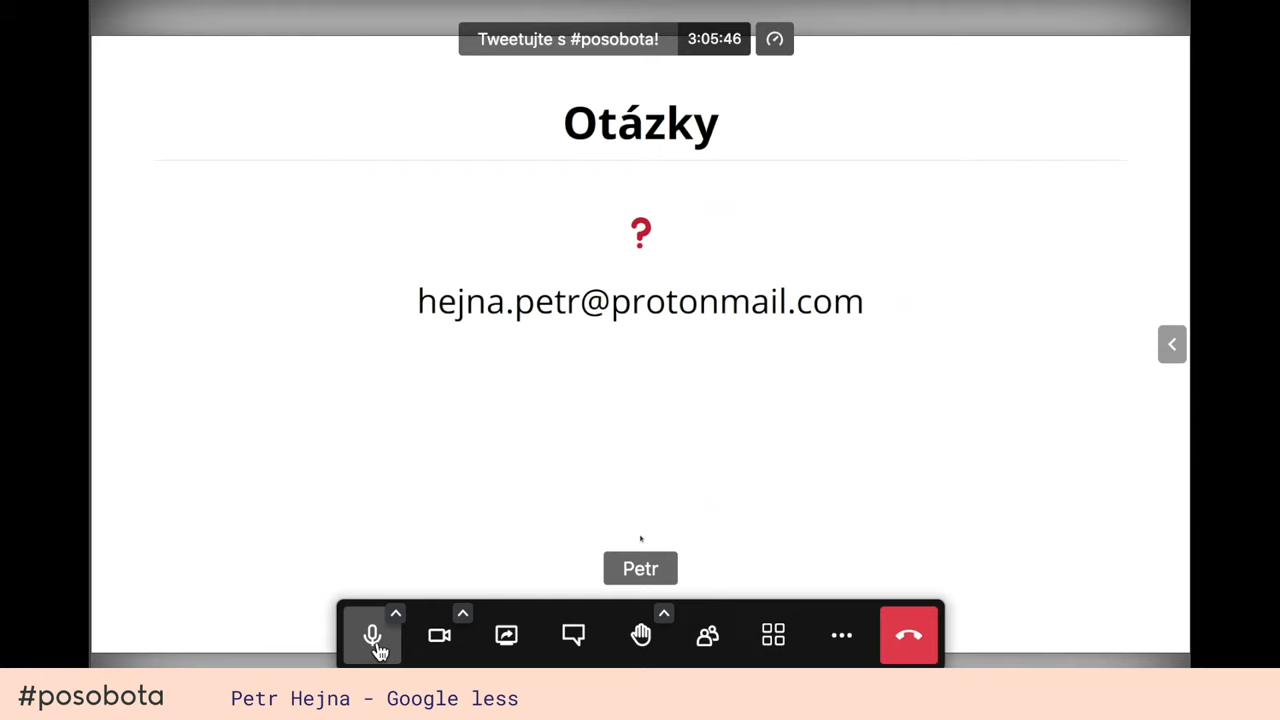 Tweetujte s #posobota! 3:05:46
Otázky
?
hejna.petr@protonmail.com
Petr
#posobota Petr Hejna - Google less